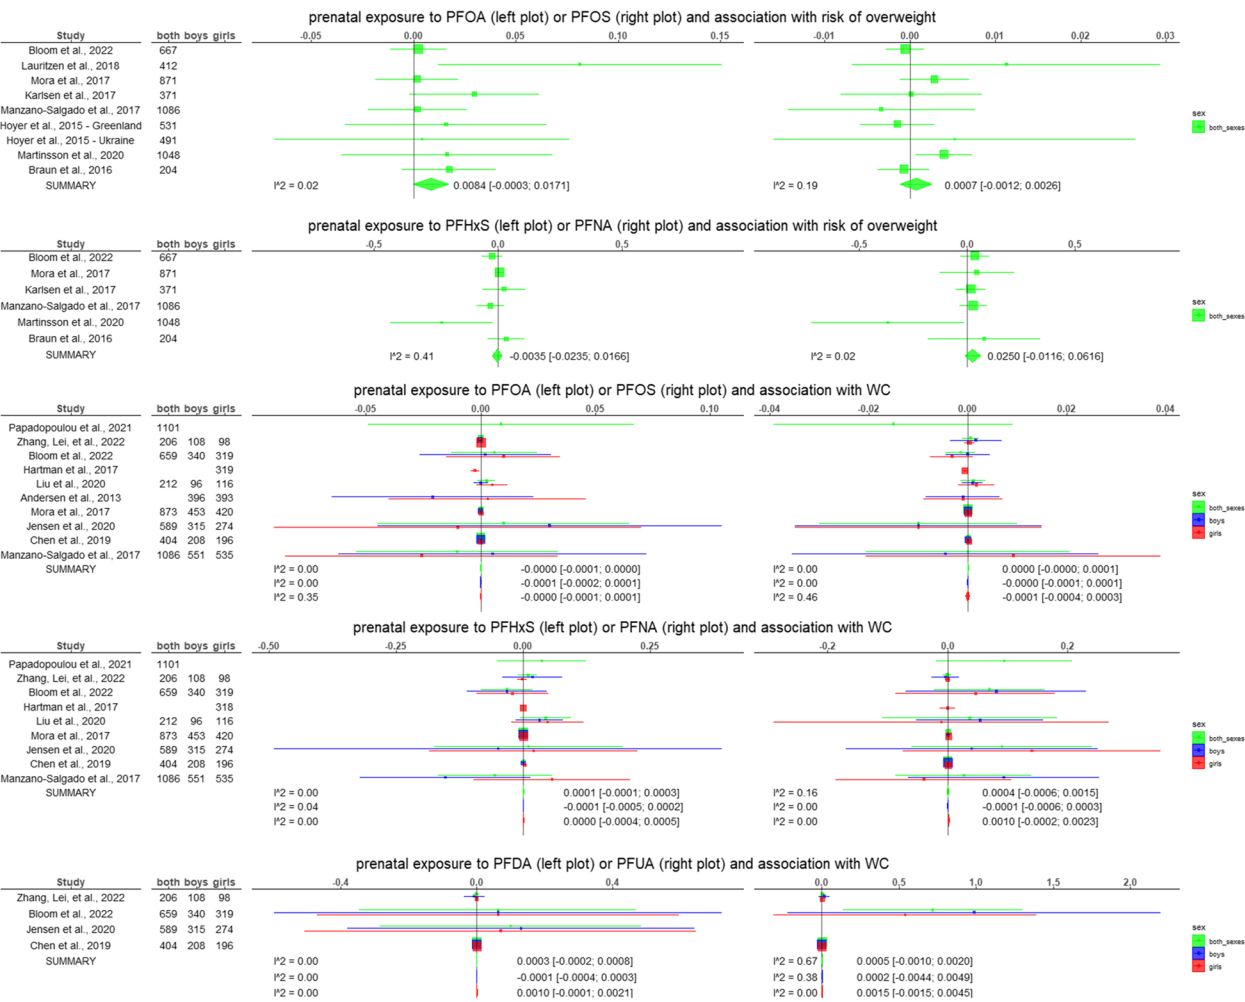 prenatal exposure to PFOA (left plot) or PFOS (right plot) and association with risk of overweight
Study both boys girls -0.05 0.00 0.05 0.10 0.15 -0.01 0.00 0.01 0.02 0.03
Bloom et al., 2022 667
Lauritzen et al., 2018 412
Mora et al., 2017 871
Karlsen et al., 2017 371
Manzano-Salgado et al., 2017 1086
Hoyer et al., 2015 - Greenland 531
Hoyer et al., 2015 - Ukraine 491
Martinsson et al., 2020 1048
Braun et al., 2016 204
SUMMARY I^2 = 0.02 0.0084 [-0.0003; 0.0171] I^2 = 0.19 0.0007 [-0.0012; 0.0026]
sex
both_sexes
prenatal exposure to PFHxS (left plot) or PFNA (right plot) and association with risk of overweight
Study both boys girls -0,5 0,0 0,5 -0,5 0,0 0,5
Bloom et al., 2022 667
Mora et al., 2017 871
Karlsen et al., 2017 371
Manzano-Salgado et al., 2017 1086
Martinsson et al., 2020 1048
Braun et al., 2016 204
SUMMARY I^2 = 0.41 -0.0035 [-0.0235; 0.0166] I^2 = 0.02 0.0250 [-0.0116; 0.0616]
sex
both_sexes
prenatal exposure to PFOA (left plot) or PFOS (right plot) and association with WC
Study both boys girls -0.05 0.00 0.05 0.10 -0.04 -0.02 0.00 0.02 0.04
Papadopoulou et al., 2021 1101
Zhang, Lei, et al., 2022 206 108 98
Bloom et al., 2022 659 340 319
Hartman et al., 2017 319
Liu et al., 2020 212 96 116
Andersen et al., 2013 396 393
Mora et al., 2017 873 453 420
Jensen et al., 2020 589 315 274
Chen et al., 2019 404 208 196
Manzano-Salgado et al., 2017 1086 551 535
SUMMARY I^2 = 0.00 -0.0000 [-0.0001; 0.0000] I^2 = 0.00 0.0000 [-0.0000; 0.0001]
I^2 = 0.00 -0.0001 [-0.0002; 0.0001] I^2 = 0.00 -0.0000 [-0.0001; 0.0001]
I^2 = 0.35 -0.0000 [-0.0001; 0.0001] I^2 = 0.46 -0.0001 [-0.0004; 0.0003]
sex
both_sexes
boys
girls
prenatal exposure to PFHxS (left plot) or PFNA (right plot) and association with WC
Study both boys girls -0,50 -0,25 0,00 0,25 -0,2 0,0 0,2
Papadopoulou et al., 2021 1101
Zhang, Lei, et al., 2022 206 108 98
Bloom et al., 2022 659 340 319
Hartman et al., 2017 318
Liu et al., 2020 212 96 116
Mora et al., 2017 873 453 420
Jensen et al., 2020 589 315 274
Chen et al., 2019 404 208 196
Manzano-Salgado et al., 2017 1086 551 535
SUMMARY I^2 = 0.00 0.0001 [-0.0001; 0.0003] I^2 = 0.16 0.0004 [-0.0006; 0.0015]
I^2 = 0.04 -0.0001 [-0.0005; 0.0002] I^2 = 0.00 -0.0001 [-0.0006; 0.0003]
I^2 = 0.00 0.0000 [-0.0004; 0.0005] I^2 = 0.00 0.0010 [-0.0002; 0.0023]
sex
both_sexes
boys
girls
prenatal exposure to PFDA (left plot) or PFUA (right plot) and association with WC
Study both boys girls -0,4 0,0 0,4 0,0 0,5 1,0 1,5 2,0
Zhang, Lei, et al., 2022 206 108 98
Bloom et al., 2022 659 340 319
Jensen et al., 2020 589 315 274
Chen et al., 2019 404 208 196
SUMMARY I^2 = 0.00 0.0003 [-0.0002; 0.0008] I^2 = 0.67 0.0005 [-0.0010; 0.0020]
I^2 = 0.00 -0.0001 [-0.0004; 0.0003] I^2 = 0.38 0.0002 [-0.0044; 0.0049]
I^2 = 0.00 0.0010 [-0.0001; 0.0021] I^2 = 0.00 0.0015 [-0.0015; 0.0045]
sex
both_sexes
boys
girls